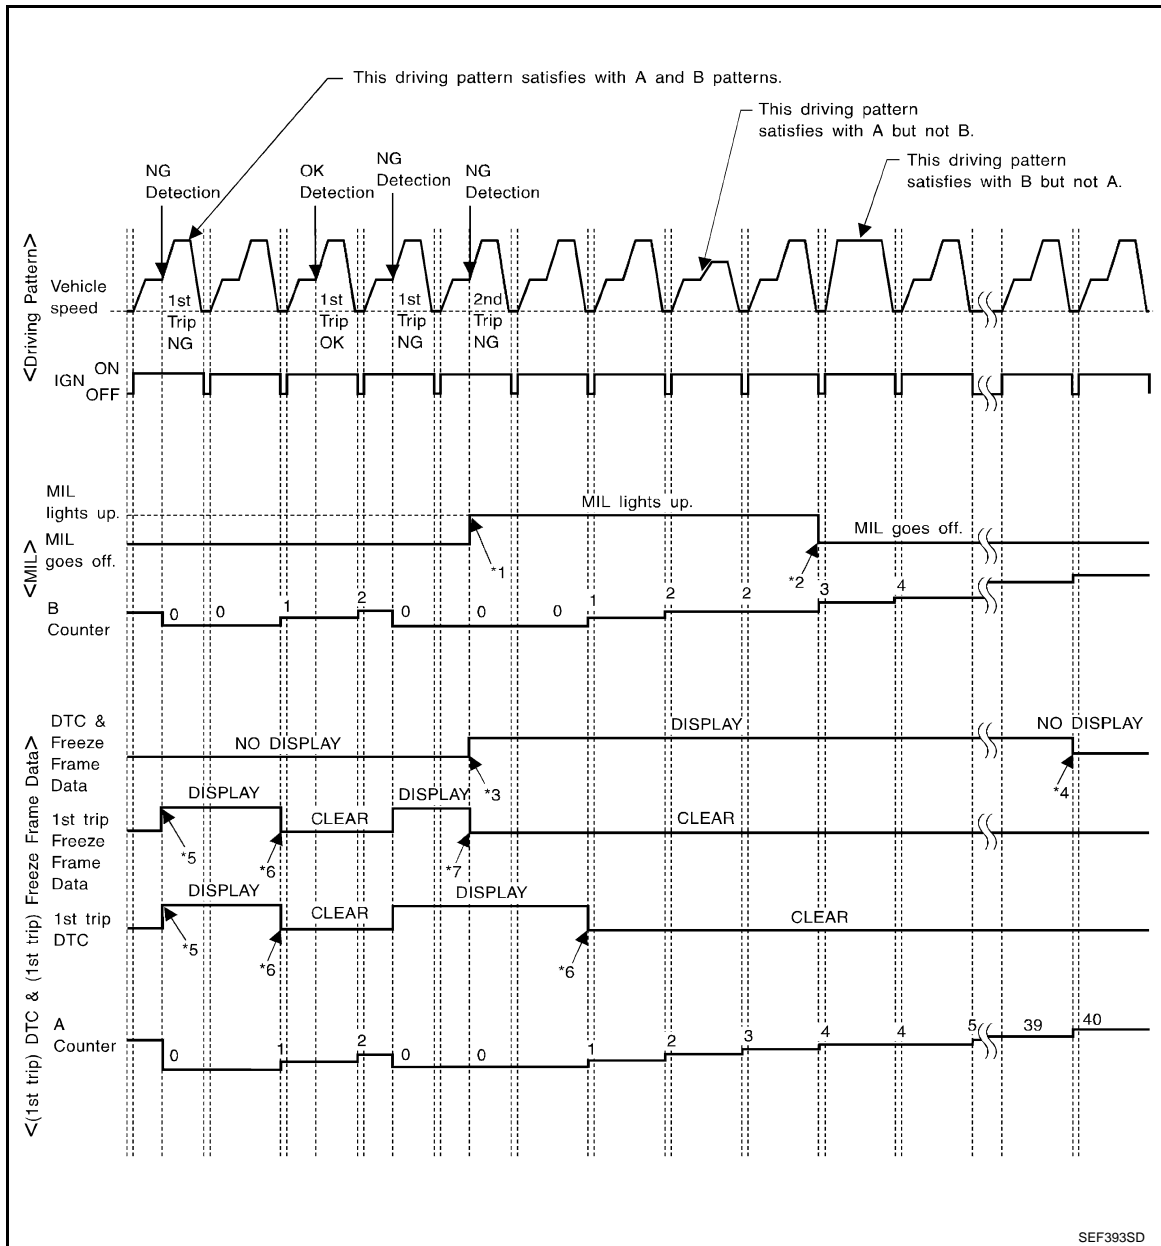 This driving pattern satisfies with A and B patterns.
This driving pattern
satisfies with A but not B.
This driving pattern
satisfies with B but not A.
NG
Detection
OK
Detection
NG
Detection
NG
Detection
<Driving Pattern>
Vehicle
speed
1st
Trip
NG
1st
Trip
OK
1st
Trip
NG
2nd
Trip
NG
IGN
ON
OFF
<MIL>
MIL
lights up.
MIL
goes off.
MIL lights up.
MIL goes off.
*1
*2
B
Counter
0 0 1 2 0 0 0 1 2 2 3 4
<(1st trip) DTC & (1st trip) Freeze Frame Data>
DTC &
Freeze
Frame
Data
NO DISPLAY
DISPLAY
NO DISPLAY
*3
*4
1st trip
Freeze
Frame
Data
DISPLAY
CLEAR
DISPLAY
CLEAR
*5
*6
*7
1st trip
DTC
DISPLAY
CLEAR
DISPLAY
CLEAR
*5
*6
*6
A
Counter
0 1 2 0 0 1 2 3 4 4 5 39 40
SEF393SD